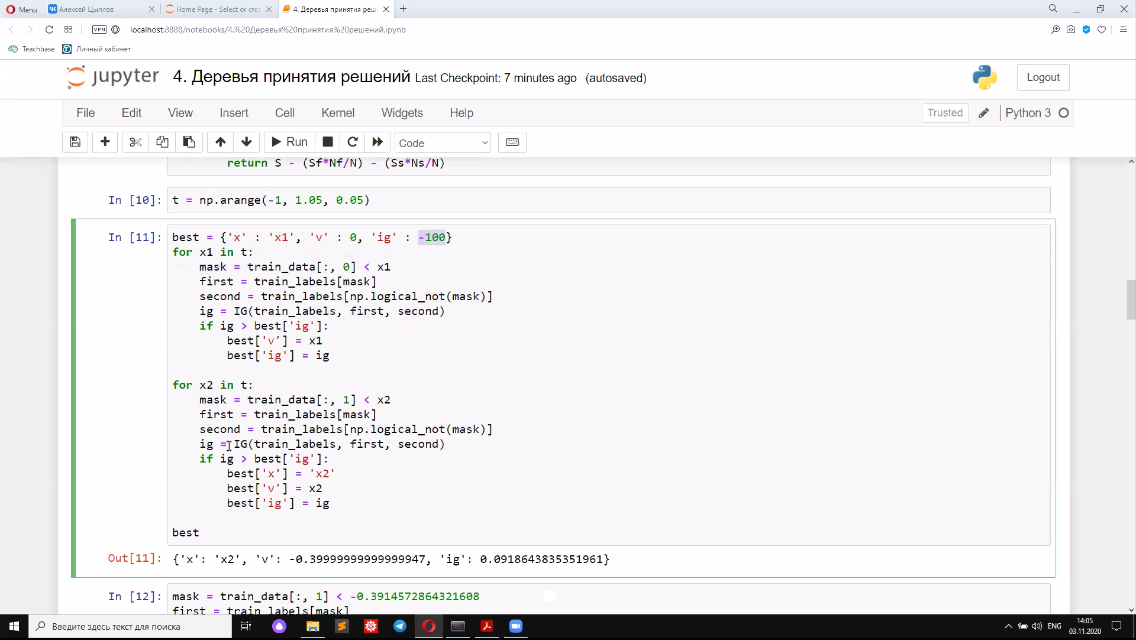 Menu
Алексей Цыплов
Home Page - Select or cre
4. Деревья принятия реш
VPN
localhost:8888/notebooks/4.%20Деревья%20принятия%20решений.ipynb
Teachbase
Личный кабинет
jupyter
4. Деревья принятия решений Last Checkpoint: 7 minutes ago (autosaved)
Logout
File Edit View Insert Cell Kernel Widgets Help
Trusted
Python 3
Run
Code
return S - (Sf*Nf/N) - (Ss*Ns/N)
In [10]: t = np.arange(-1, 1.05, 0.05)
In [11]: best = {'x' : 'x1', 'v' : 0, 'ig' : -100}
for x1 in t:
mask = train_data[:, 0] < x1
first = train_labels[mask]
second = train_labels[np.logical_not(mask)]
ig = IG(train_labels, first, second)
if ig > best['ig']:
best['v'] = x1
best['ig'] = ig
for x2 in t:
mask = train_data[:, 1] < x2
first = train_labels[mask]
second = train_labels[np.logical_not(mask)]
ig = IG(train_labels, first, second)
if ig > best['ig']:
best['x'] = 'x2'
best['v'] = x2
best['ig'] = ig
best
Out[11]: {'x': 'x2', 'v': -0.39999999999999947, 'ig': 0.0918643835351961}
In [12]: mask = train_data[:, 1] < -0.3914572864321608
first = train_labels[mask]
Введите здесь текст для поиска
ENG
14:05
03.11.2020